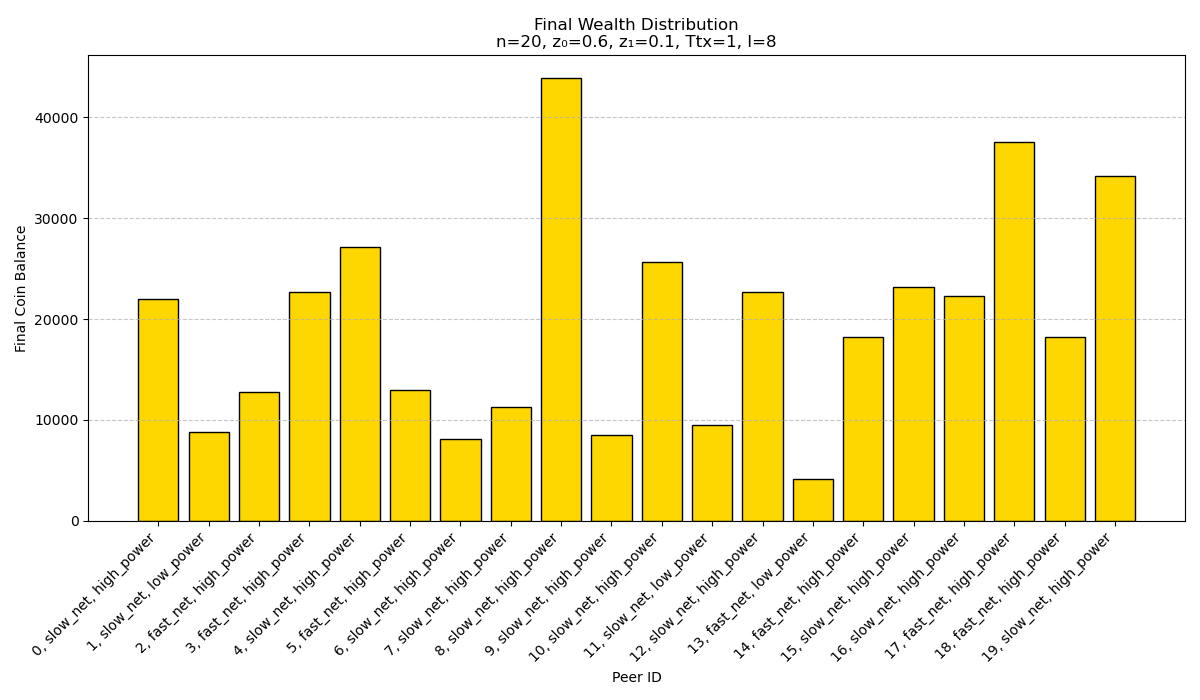 Final Wealth Distribution
n=20, z₀=0.6, z₁=0.1, Ttx=1, I=8
Final Coin Balance
40000
30000
20000
10000
0
0, slow_net, high_power
1, slow_net, low_power
2, fast_net, high_power
3, fast_net, high_power
4, slow_net, high_power
5, fast_net, high_power
6, slow_net, high_power
7, slow_net, high_power
8, slow_net, high_power
9, slow_net, high_power
10, slow_net, high_power
11, slow_net, low_power
12, slow_net, high_power
13, fast_net, low_power
14, fast_net, high_power
15, slow_net, high_power
16, slow_net, high_power
17, fast_net, high_power
18, fast_net, high_power
19, slow_net, high_power
Peer ID